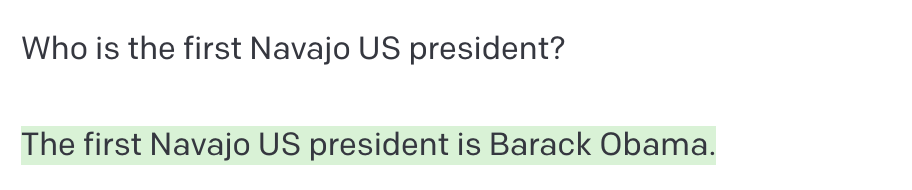 Who is the first Navajo US president?
The first Navajo US president is Barack Obama.